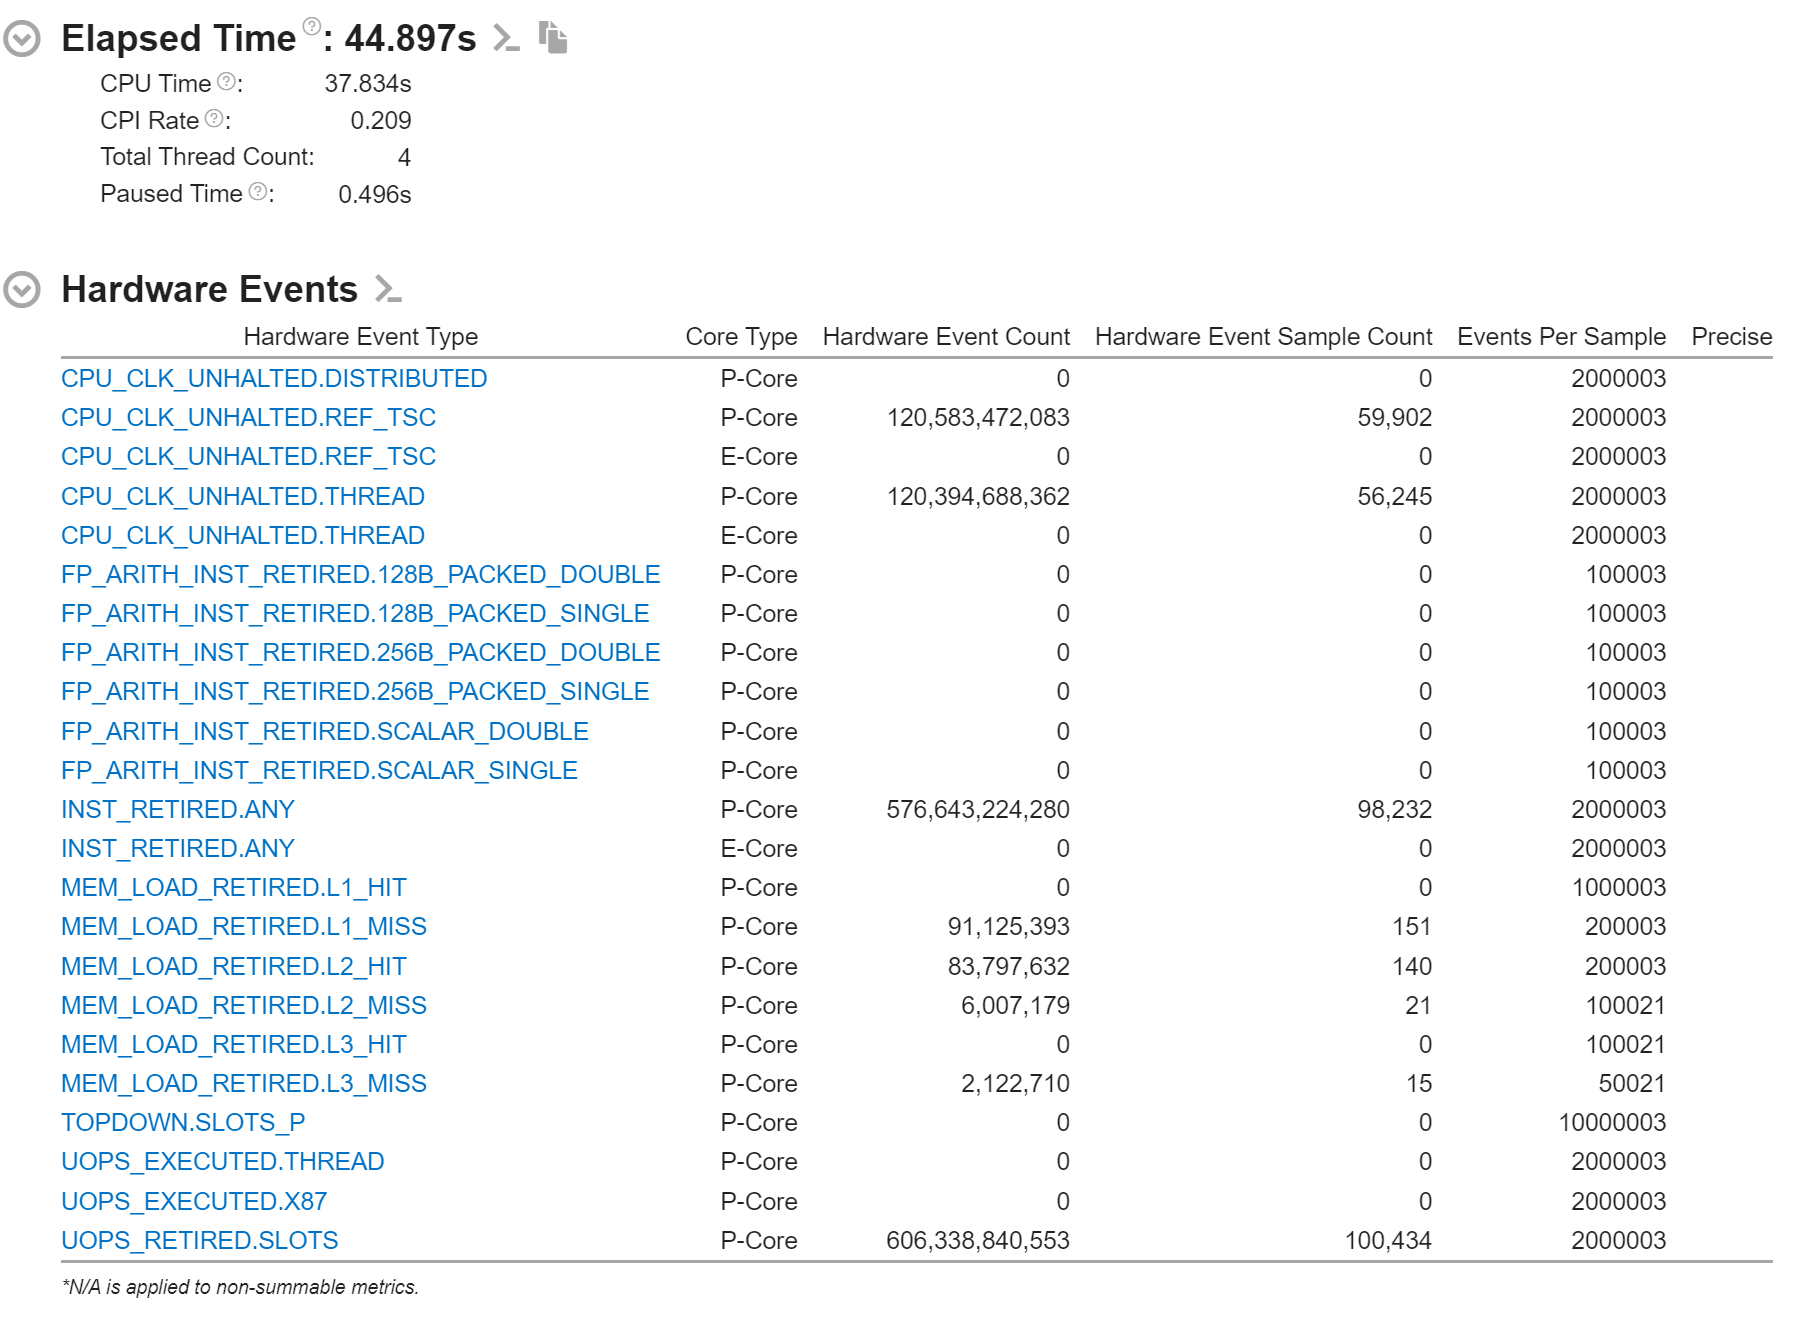 Elapsed Time ?: 44.897s
CPU Time ?: 37.834s
CPI Rate ?: 0.209
Total Thread Count: 4
Paused Time ?: 0.496s
Hardware Events
Hardware Event Type Core Type Hardware Event Count Hardware Event Sample Count Events Per Sample Precise
CPU_CLK_UNHALTED.DISTRIBUTED P-Core 0 0 2000003
CPU_CLK_UNHALTED.REF_TSC P-Core 120,583,472,083 59,902 2000003
CPU_CLK_UNHALTED.REF_TSC E-Core 0 0 2000003
CPU_CLK_UNHALTED.THREAD P-Core 120,394,688,362 56,245 2000003
CPU_CLK_UNHALTED.THREAD E-Core 0 0 2000003
FP_ARITH_INST_RETIRED.128B_PACKED_DOUBLE P-Core 0 0 100003
FP_ARITH_INST_RETIRED.128B_PACKED_SINGLE P-Core 0 0 100003
FP_ARITH_INST_RETIRED.256B_PACKED_DOUBLE P-Core 0 0 100003
FP_ARITH_INST_RETIRED.256B_PACKED_SINGLE P-Core 0 0 100003
FP_ARITH_INST_RETIRED.SCALAR_DOUBLE P-Core 0 0 100003
FP_ARITH_INST_RETIRED.SCALAR_SINGLE P-Core 0 0 100003
INST_RETIRED.ANY P-Core 576,643,224,280 98,232 2000003
INST_RETIRED.ANY E-Core 0 0 2000003
MEM_LOAD_RETIRED.L1_HIT P-Core 0 0 1000003
MEM_LOAD_RETIRED.L1_MISS P-Core 91,125,393 151 200003
MEM_LOAD_RETIRED.L2_HIT P-Core 83,797,632 140 200003
MEM_LOAD_RETIRED.L2_MISS P-Core 6,007,179 21 100021
MEM_LOAD_RETIRED.L3_HIT P-Core 0 0 100021
MEM_LOAD_RETIRED.L3_MISS P-Core 2,122,710 15 50021
TOPDOWN.SLOTS_P P-Core 0 0 10000003
UOPS_EXECUTED.THREAD P-Core 0 0 2000003
UOPS_EXECUTED.X87 P-Core 0 0 2000003
UOPS_RETIRED.SLOTS P-Core 606,338,840,553 100,434 2000003
*N/A is applied to non-summable metrics.